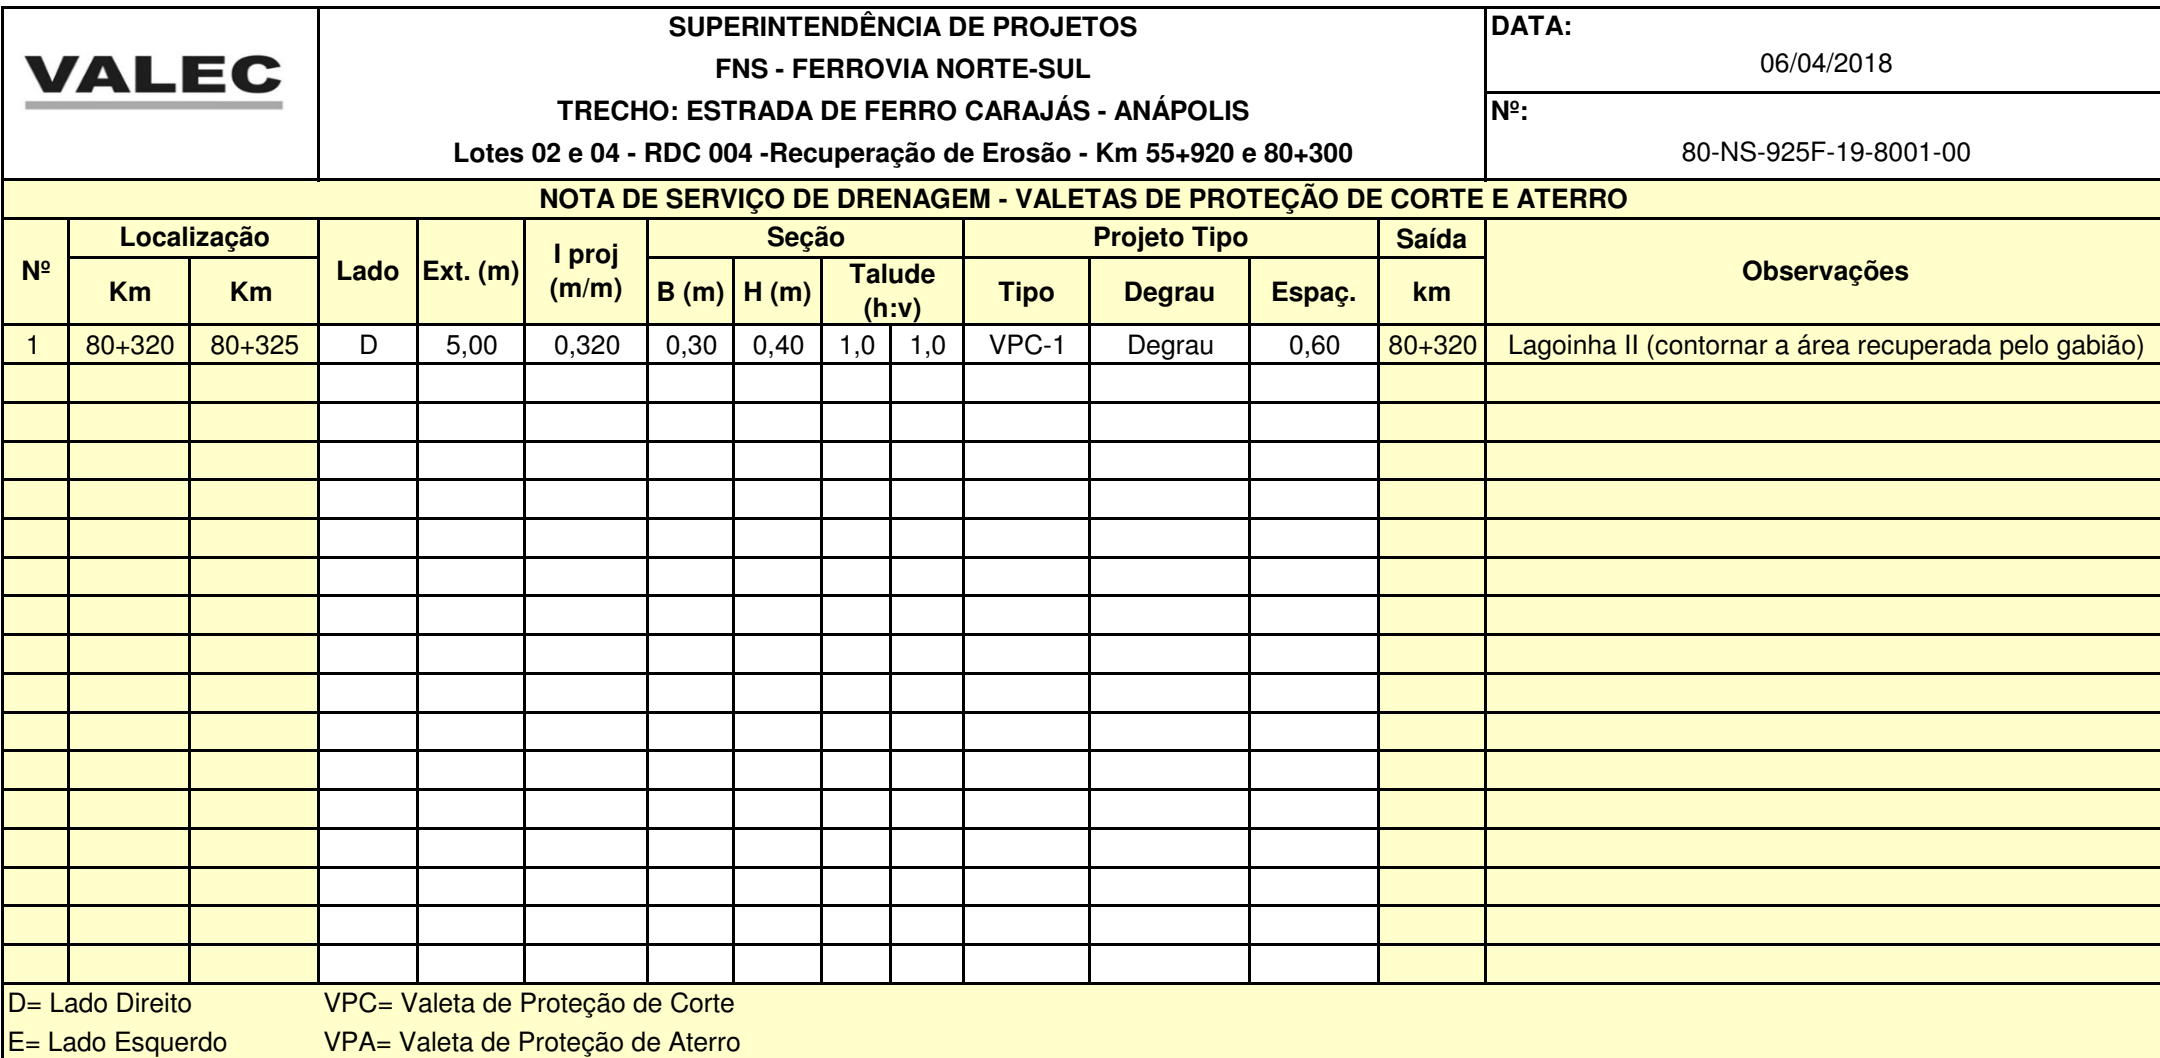 VALEC
SUPERINTENDÊNCIA DE PROJETOS
FNS - FERROVIA NORTE-SUL
TRECHO: ESTRADA DE FERRO CARAJÁS - ANÁPOLIS
Lotes 02 e 04 - RDC 004 -Recuperação de Erosão - Km 55+920 e 80+300
DATA:
06/04/2018
Nº:
80-NS-925F-19-8001-00
NOTA DE SERVIÇO DE DRENAGEM - VALETAS DE PROTEÇÃO DE CORTE E ATERRO
Nº Localização Lado Ext. (m) I proj (m/m) Seção Projeto Tipo Saída Observações
Km Km B (m) H (m) Talude (h:v) Tipo Degrau Espaç. km
1 80+320 80+325 D 5,00 0,320 0,30 0,40 1,0 1,0 VPC-1 Degrau 0,60 80+320 Lagoinha II (contornar a área recuperada pelo gabião)
D= Lado Direito VPC= Valeta de Proteção de Corte
E= Lado Esquerdo VPA= Valeta de Proteção de Aterro